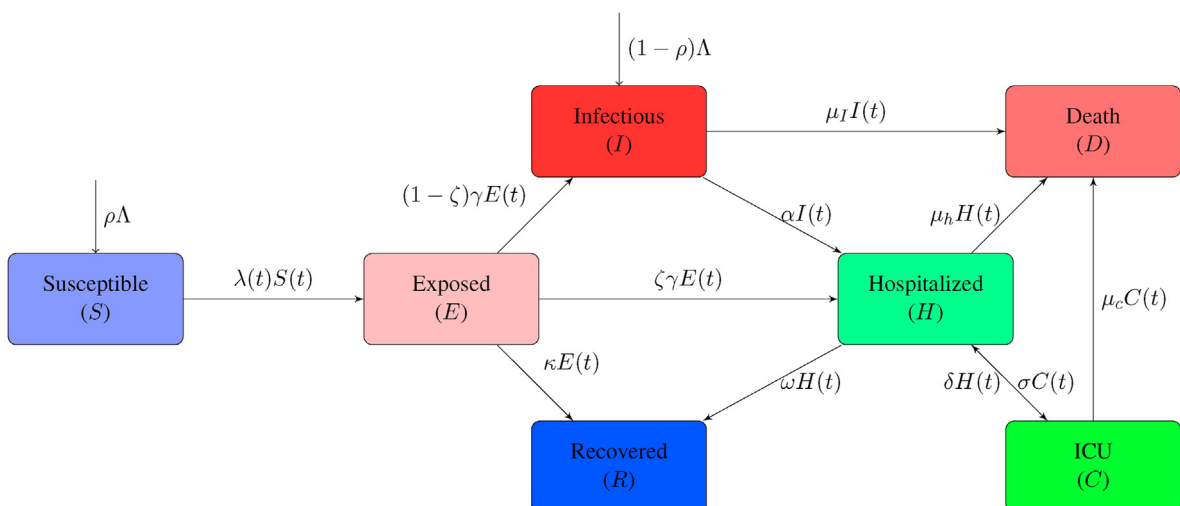 (1 − ρ)Λ
Infectious
(I)
μ_I I(t)
Death
(D)
ρΛ
(1 − ζ)γE(t)
αI(t)
μ_h H(t)
Susceptible
(S)
λ(t)S(t)
Exposed
(E)
ζγE(t)
Hospitalized
(H)
μ_c C(t)
κE(t)
ωH(t)
δH(t)
σC(t)
Recovered
(R)
ICU
(C)